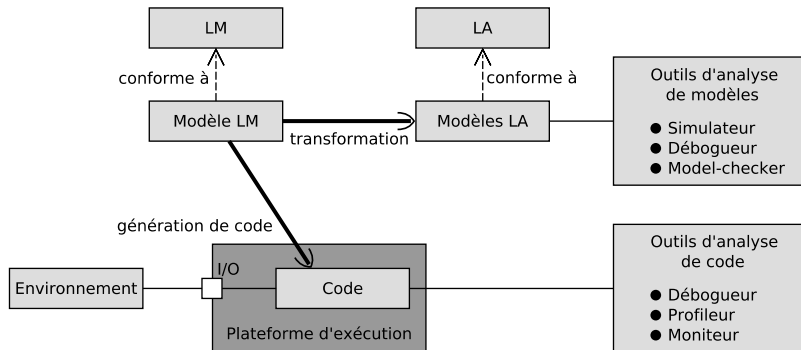 LM
LA
conforme à
conforme à
Modèle LM
transformation
Modèles LA
Outils d'analyse
de modèles
● Simulateur
● Débogueur
● Model-checker
génération de code
Environnement
I/O
Code
Plateforme d'exécution
Outils d'analyse
de code
● Débogueur
● Profileur
● Moniteur